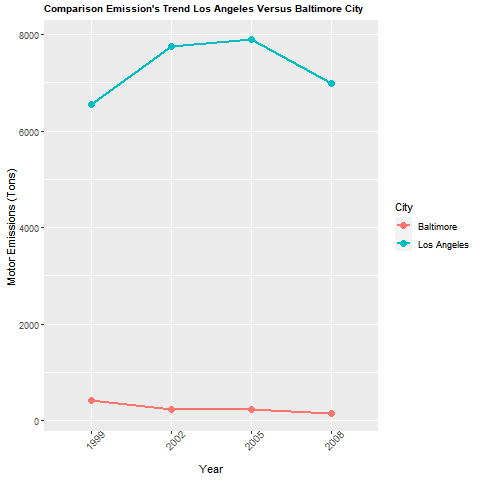 Comparison Emission's Trend Los Angeles Versus Baltimore City
Motor Emissions (Tons)
8000
6000
4000
2000
0
1999
2002
2005
2008
Year
City
Baltimore
Los Angeles